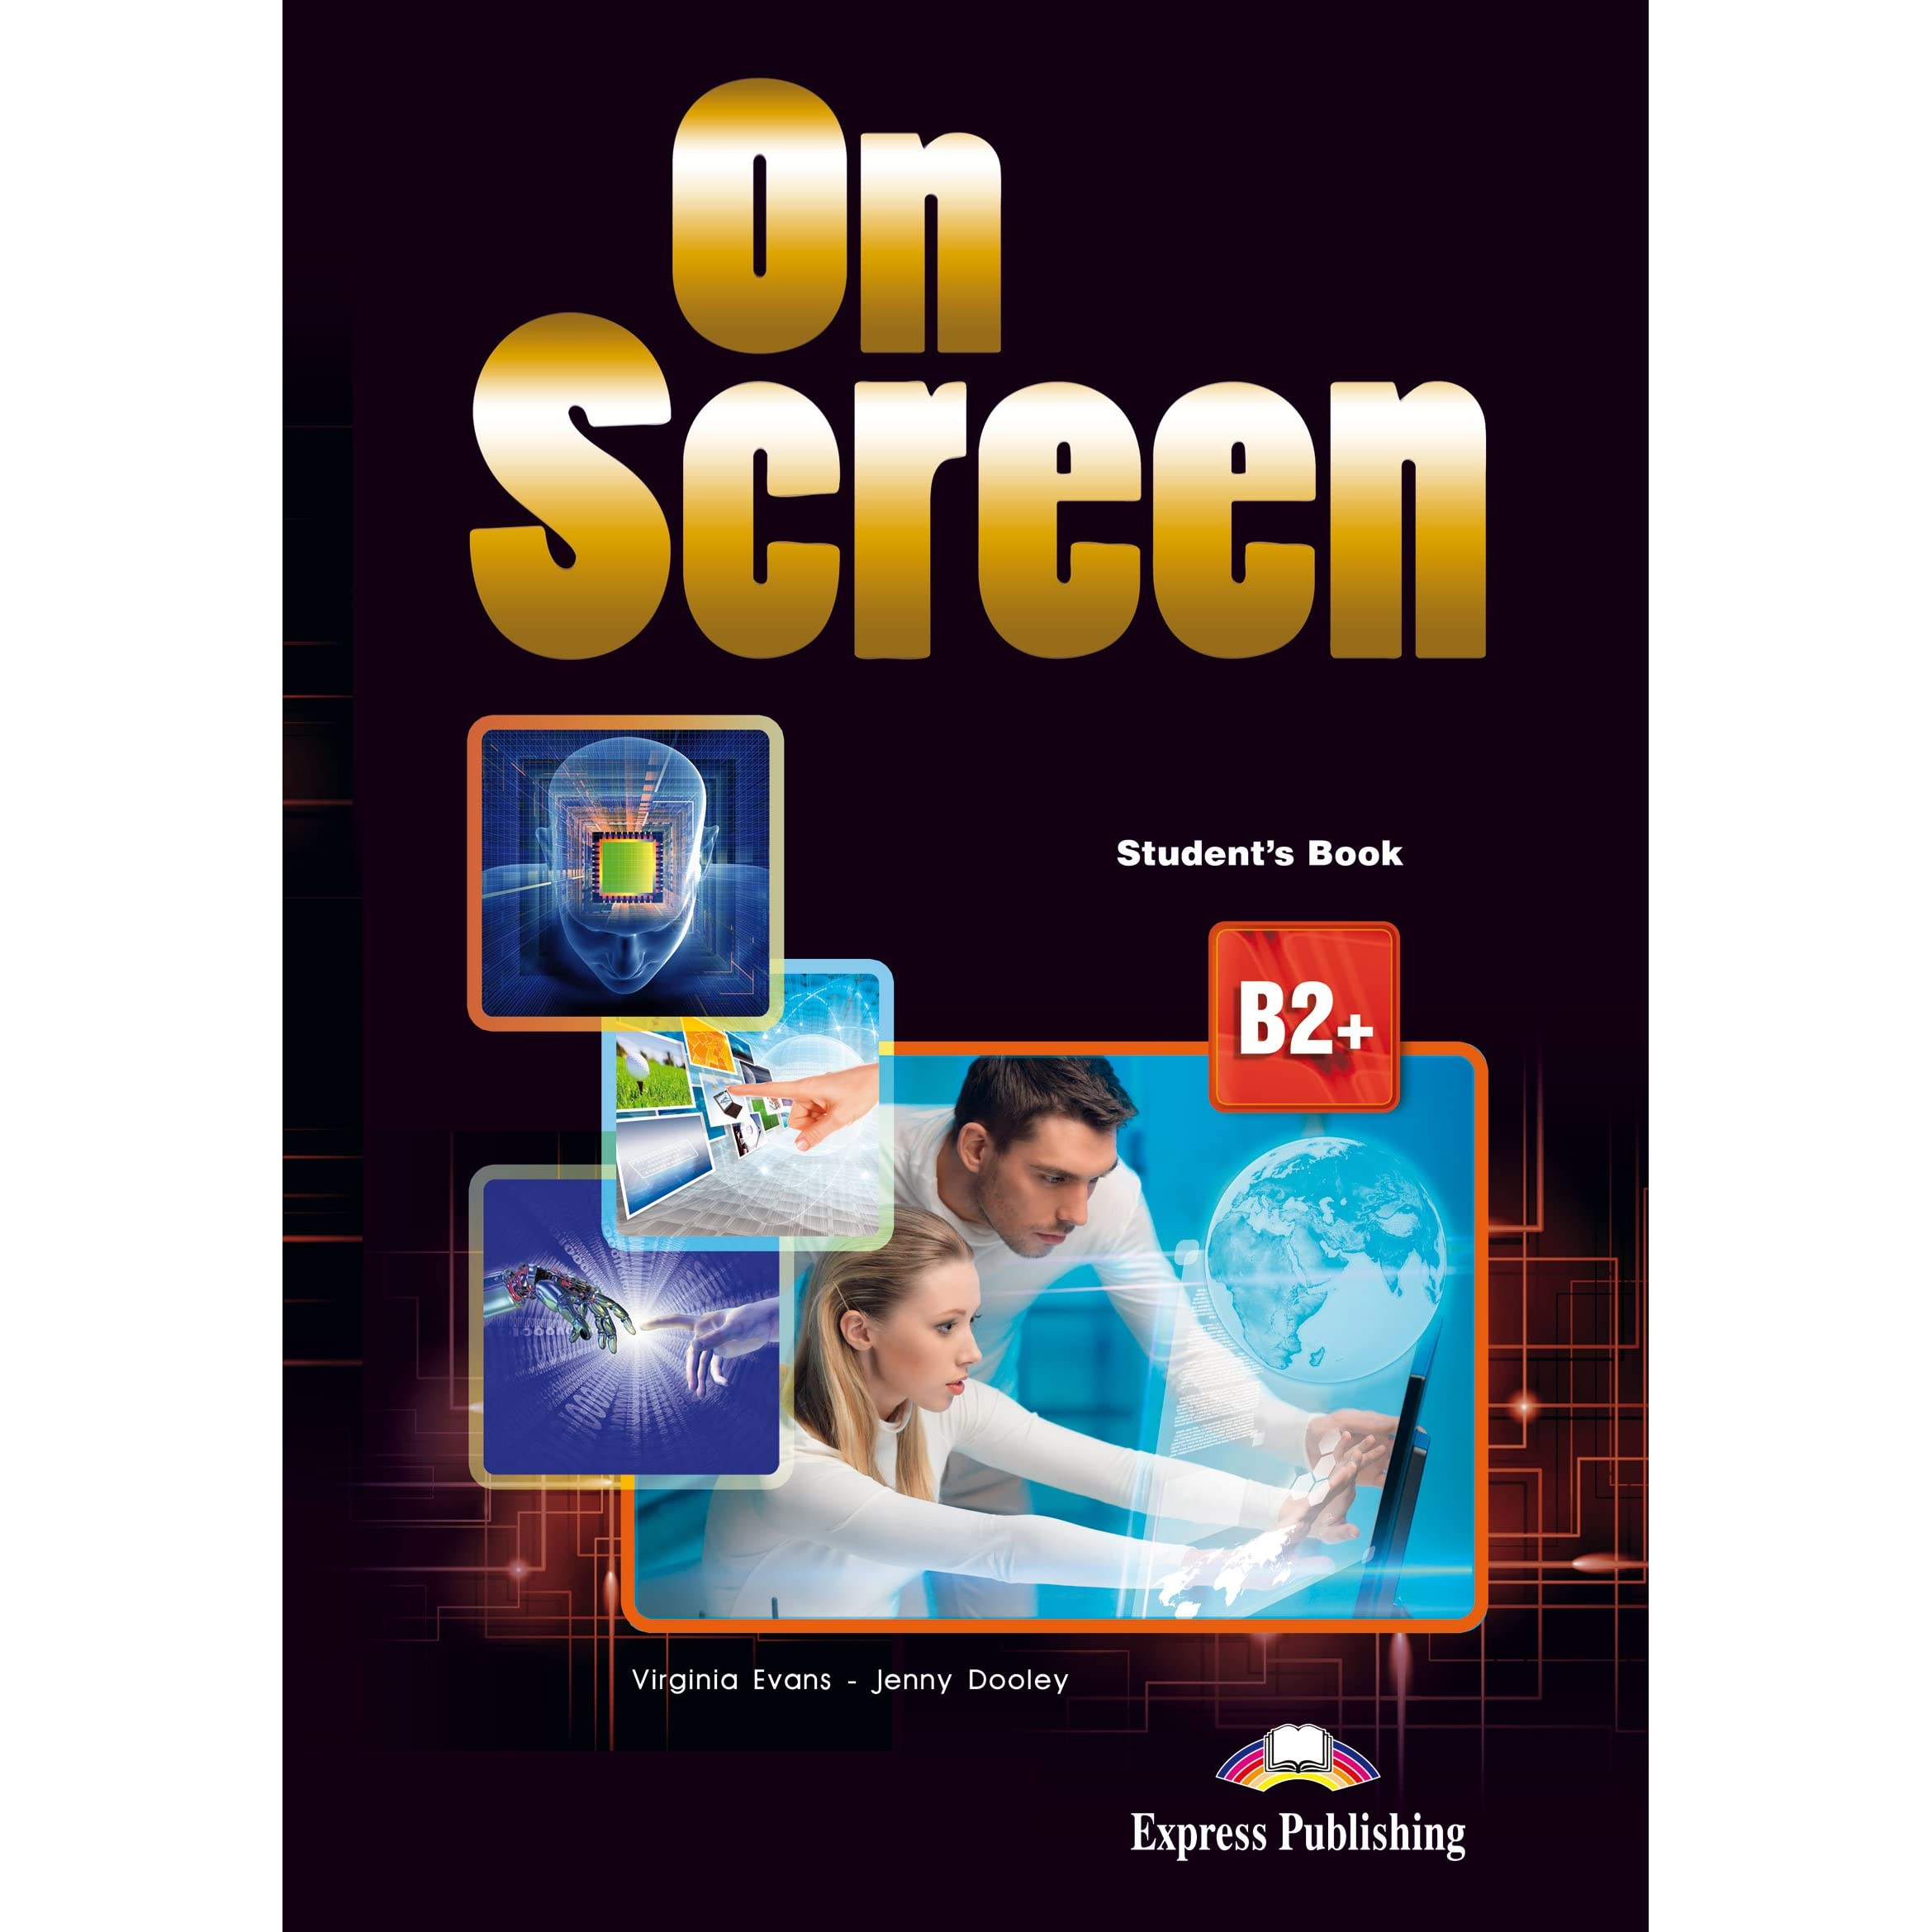 On
Screen
Student's Book
B2+
Virginia Evans - Jenny Dooley
Express Publishing